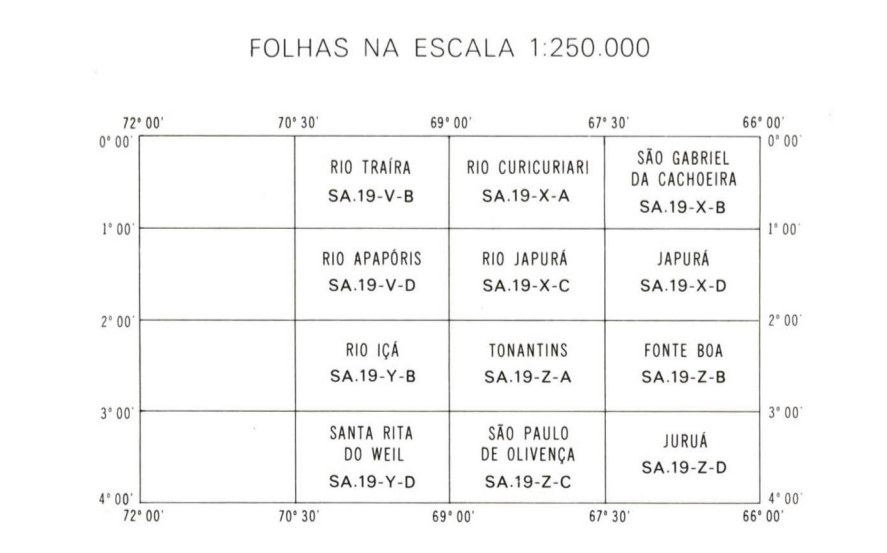 FOLHAS NA ESCALA 1:250.000
72° 00' 70° 30' 69° 00' 67° 30' 66° 00'
0° 00' 0° 00'
RIO TRAÍRA
SA.19-V-B
RIO CURICURIARI
SA.19-X-A
SÃO GABRIEL
DA CACHOEIRA
SA.19-X-B
1° 00' 1° 00'
RIO APAPÓRIS
SA.19-V-D
RIO JAPURÁ
SA.19-X-C
JAPURÁ
SA.19-X-D
2° 00' 2° 00'
RIO IÇÁ
SA.19-Y-B
TONANTINS
SA.19-Z-A
FONTE BOA
SA.19-Z-B
3° 00' 3° 00'
SANTA RITA
DO WEIL
SA.19-Y-D
SÃO PAULO
DE OLIVENÇA
SA.19-Z-C
JURUÁ
SA.19-Z-D
4° 00' 4° 00'
72° 00' 70° 30' 69° 00' 67° 30' 66° 00'